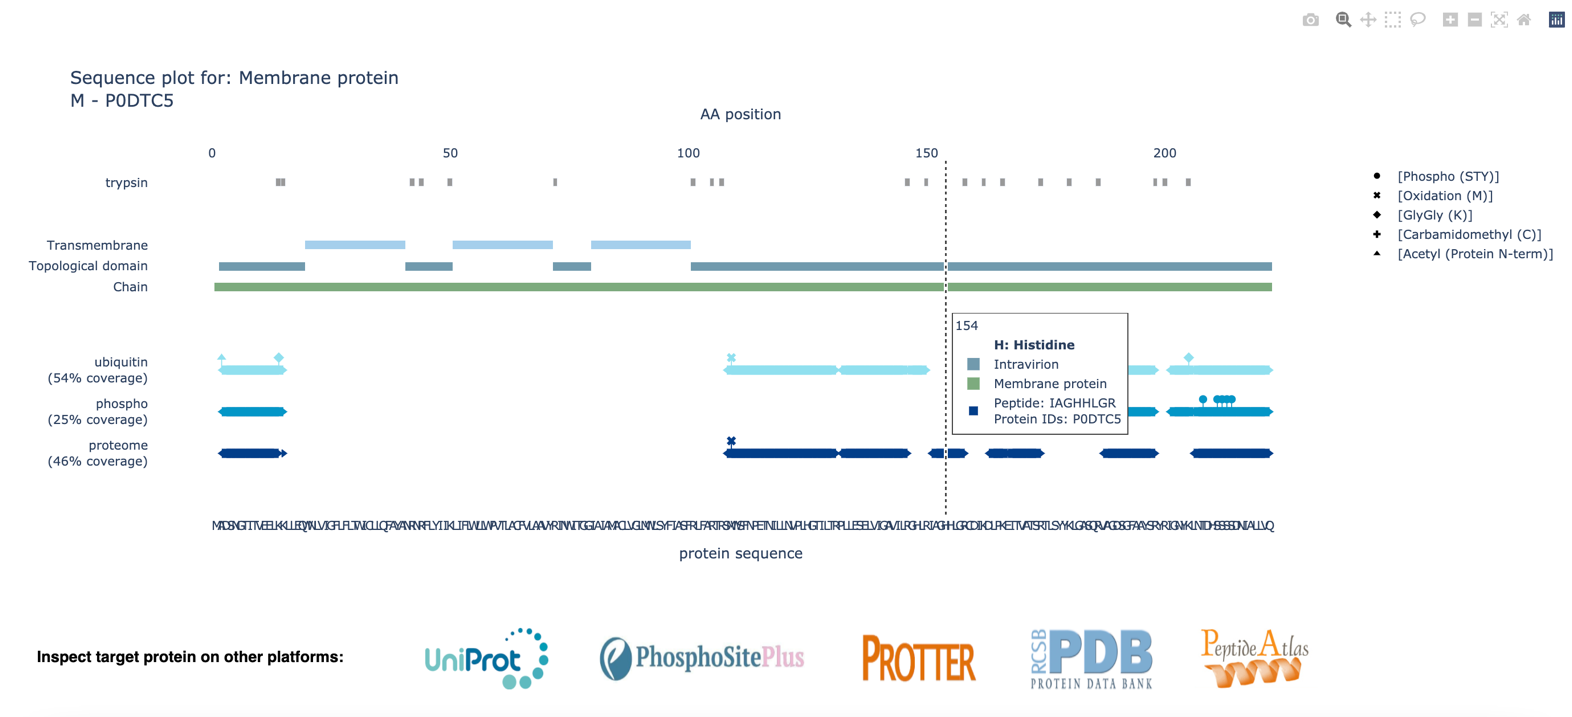 Sequence plot for: Membrane protein
M - P0DTC5
AA position
0 50 100 150 200
trypsin
Transmembrane
Topological domain
Chain
ubiquitin
(54% coverage)
phospho
(25% coverage)
proteome
(46% coverage)
[Phospho (STY)]
[Oxidation (M)]
[GlyGly (K)]
[Carbamidomethyl (C)]
[Acetyl (Protein N-term)]
154
H: Histidine
Intravirion
Membrane protein
Peptide: IAGHHLGR
Protein IDs: P0DTC5
protein sequence
Inspect target protein on other platforms:
UniProt
PhosphoSitePlus
PROTTER
RCSB PDB
PROTEIN DATA BANK
PeptideAtlas